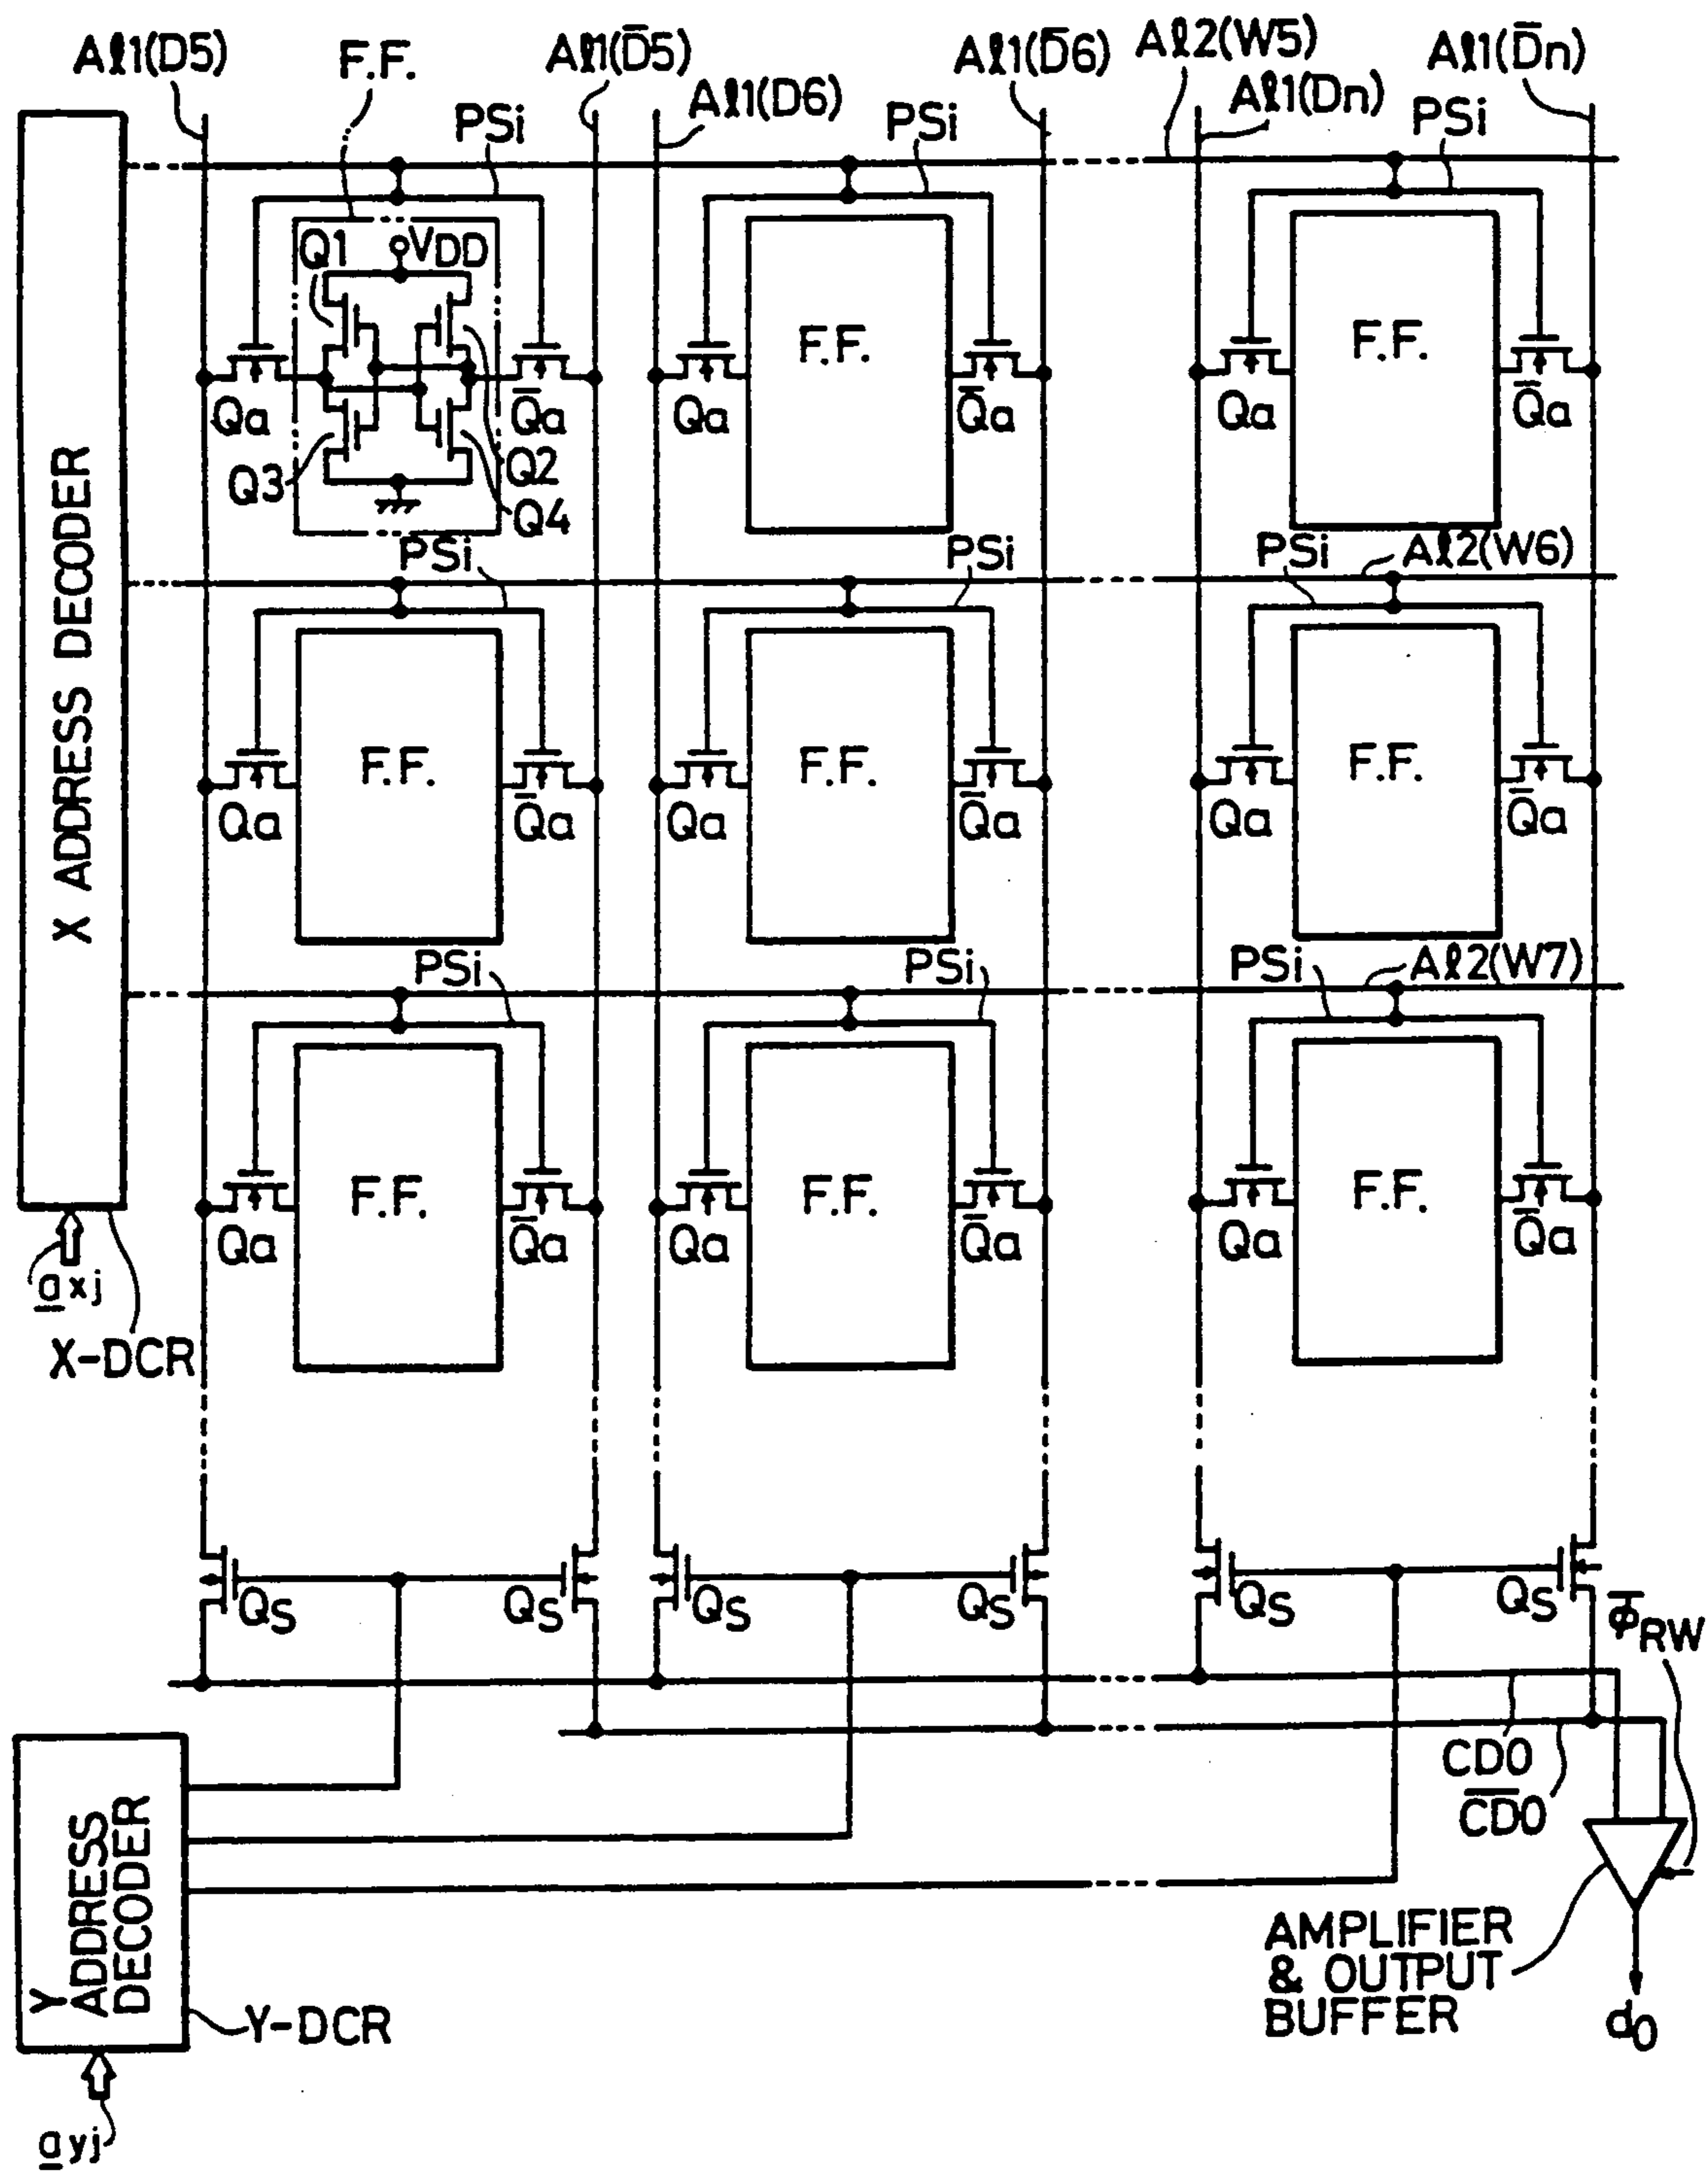 Aℓ1(D5)
F.F.
Aℓ1(D̅5)
Aℓ1(D6)
Aℓ1(D̅6)
Aℓ2(W5)
Aℓ1(Dn)
Aℓ1(D̅n)
PSi
PSi
PSi
X ADDRESS DECODER
Q1
VDD
F.F.
F.F.
Qa
Q̅a
Qa
Q̅a
Qa
Q̅a
Q3
Q2
Q4
PSi
PSi
PSi
Aℓ2(W6)
F.F.
F.F.
F.F.
Qa
Q̅a
Qa
Q̅a
Qa
Q̅a
PSi
PSi
PSi
Aℓ2(W7)
F.F.
F.F.
F.F.
Qa
Q̅a
Qa
Q̅a
Qa
Q̅a
axj
X-DCR
QS
QS
QS
QS
QS
QS
Φ̅RW
CD0
C̅D̅0
Y
ADDRESS
DECODER
Y-DCR
ayj
AMPLIFIER
& OUTPUT
BUFFER
d0